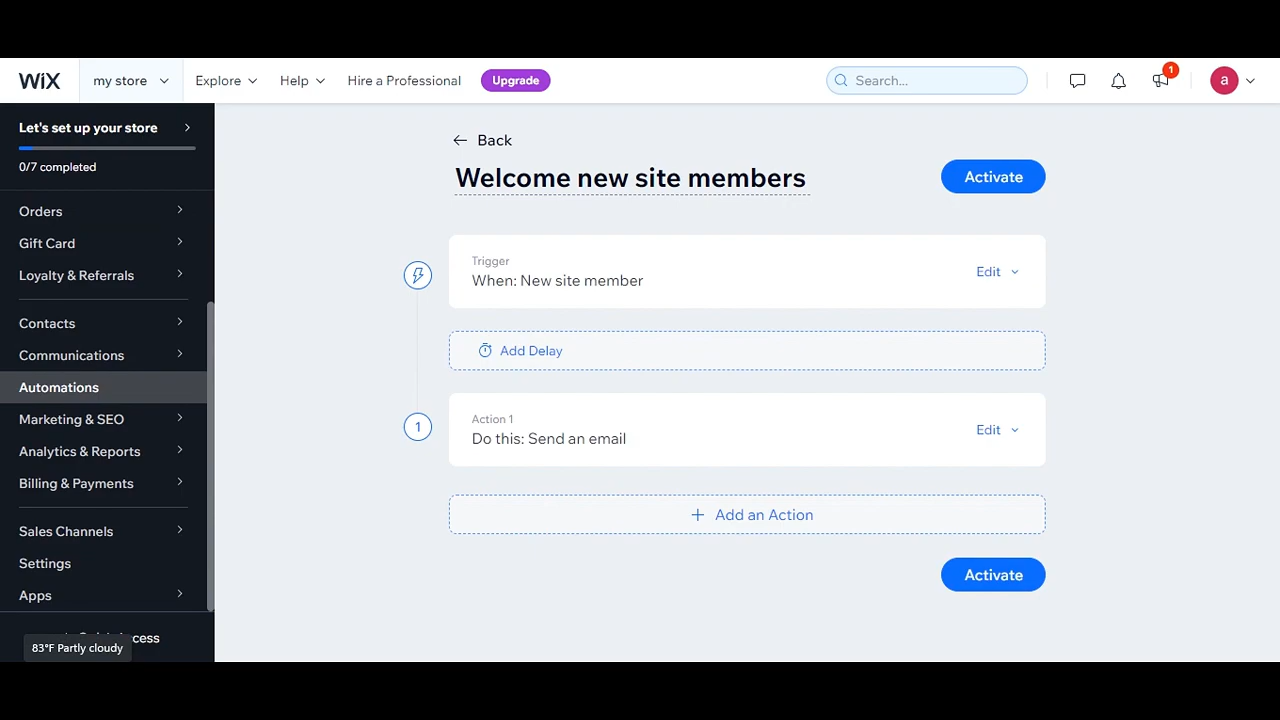 WiX
my store
Explore
Help
Hire a Professional
Upgrade
Search...
1
a
Let's set up your store
0/7 completed
Orders
Gift Card
Loyalty & Referrals
Contacts
Communications
Automations
Marketing & SEO
Analytics & Reports
Billing & Payments
Sales Channels
Settings
Apps
83°F Partly cloudy
Back
Welcome new site members
Activate
Trigger
When: New site member
Edit
Add Delay
1
Action 1
Do this: Send an email
Edit
Add an Action
Activate